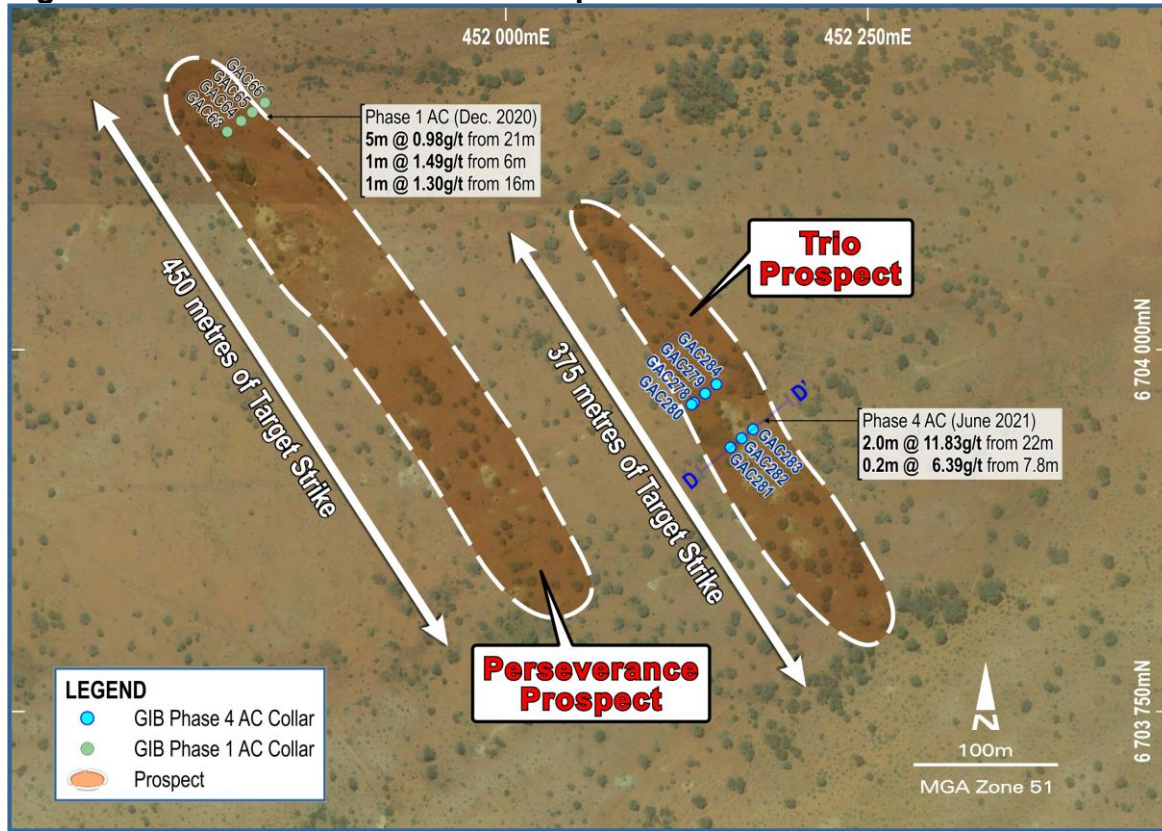 452 000mE
452 250mE
GAC66
GAC65
GAC64
GAC63
Phase 1 AC (Dec. 2020)
5m @ 0.98g/t from 21m
1m @ 1.49g/t from 6m
1m @ 1.30g/t from 16m
450 metres of Target Strike
Trio
Prospect
375 metres of Target Strike
6 704 000mN
GAC284
GAC279
GAC278
GAC280
D'
D
GAC283
GAC282
GAC281
Phase 4 AC (June 2021)
2.0m @ 11.83g/t from 22m
0.2m @ 6.39g/t from 7.8m
Perseverance
Prospect
6 703 750mN
LEGEND
GIB Phase 4 AC Collar
GIB Phase 1 AC Collar
Prospect
N
100m
MGA Zone 51